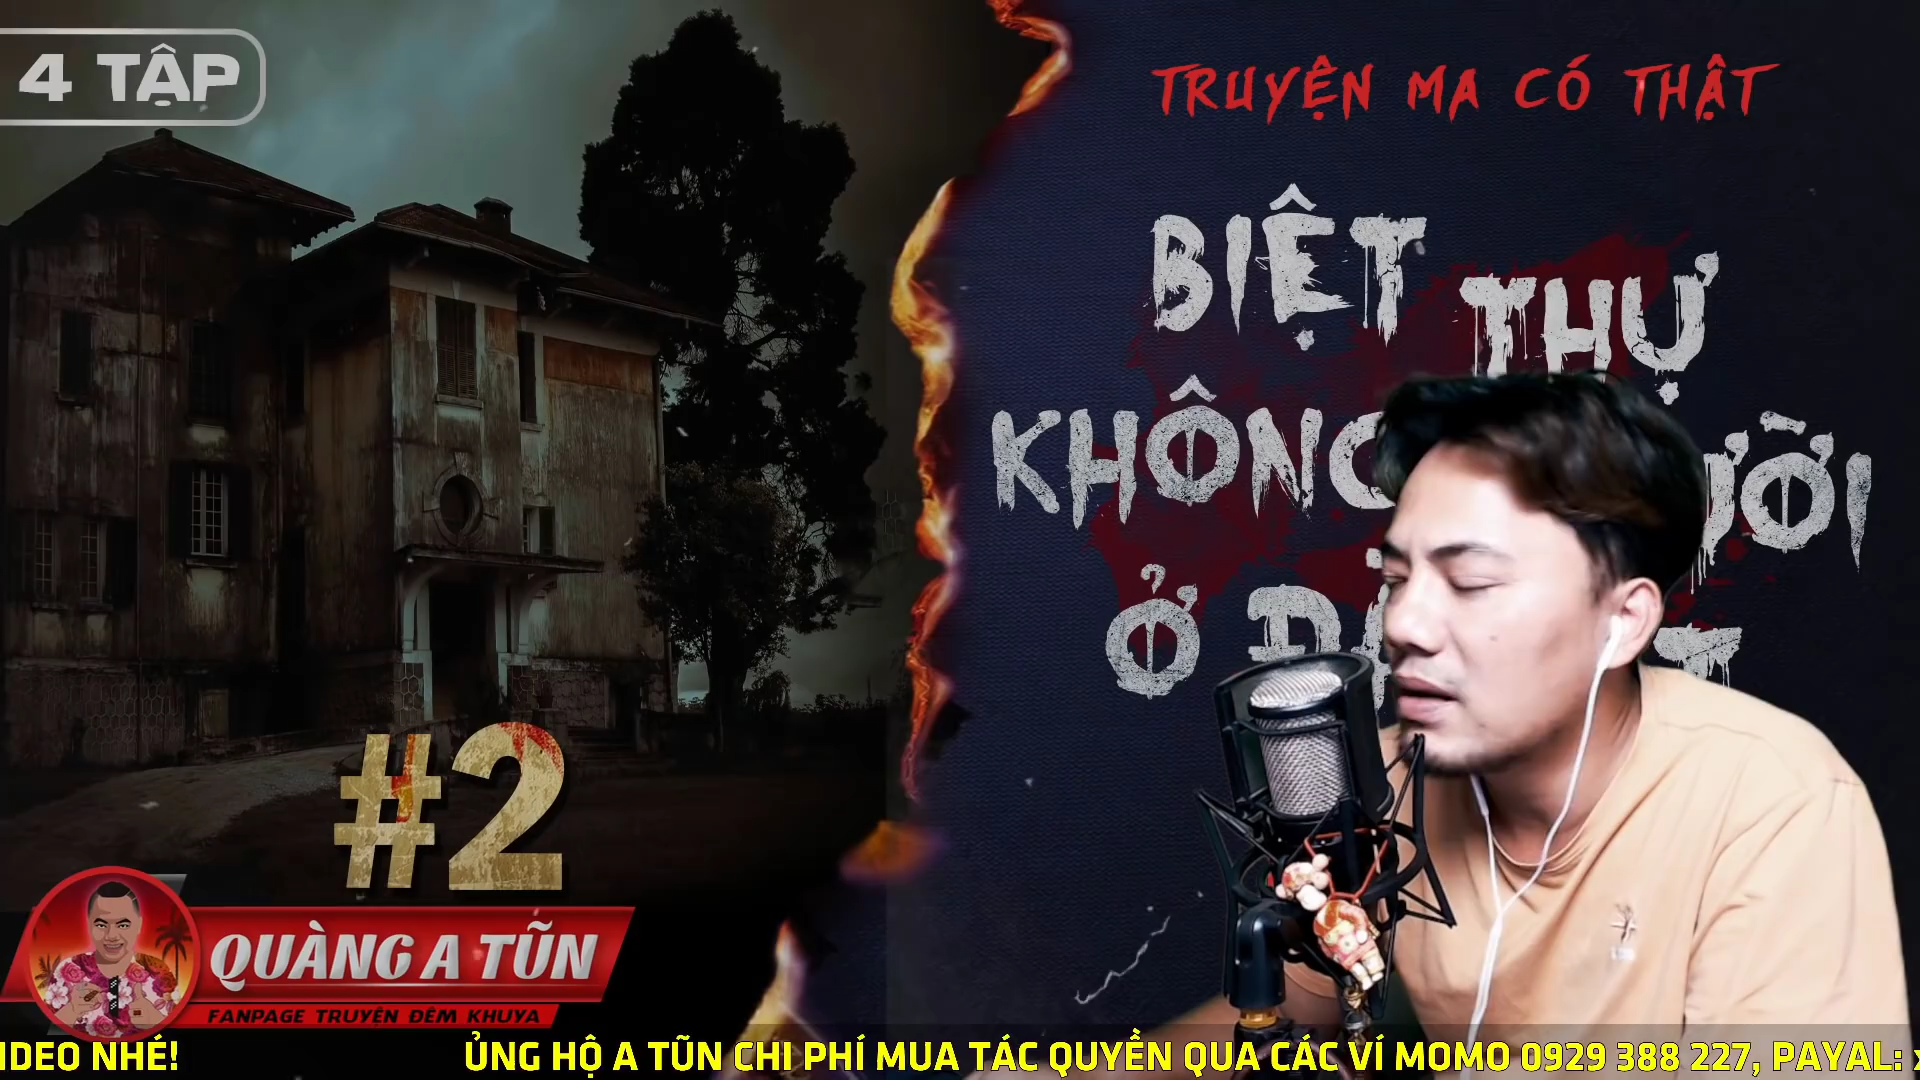 4 TẬP
TRUYỆN MA CÓ THẬT
BIỆT THỰ
KHÔNG
Ở
#2
QUÀNG A TŨN
FANPAGE TRUYỆN ĐÊM KHUYA
IDEO NHÉ! ỦNG HỘ A TŨN CHI PHÍ MUA TÁC QUYỀN QUA CÁC VÍ MOMO 0929 388 227, PAYAL: